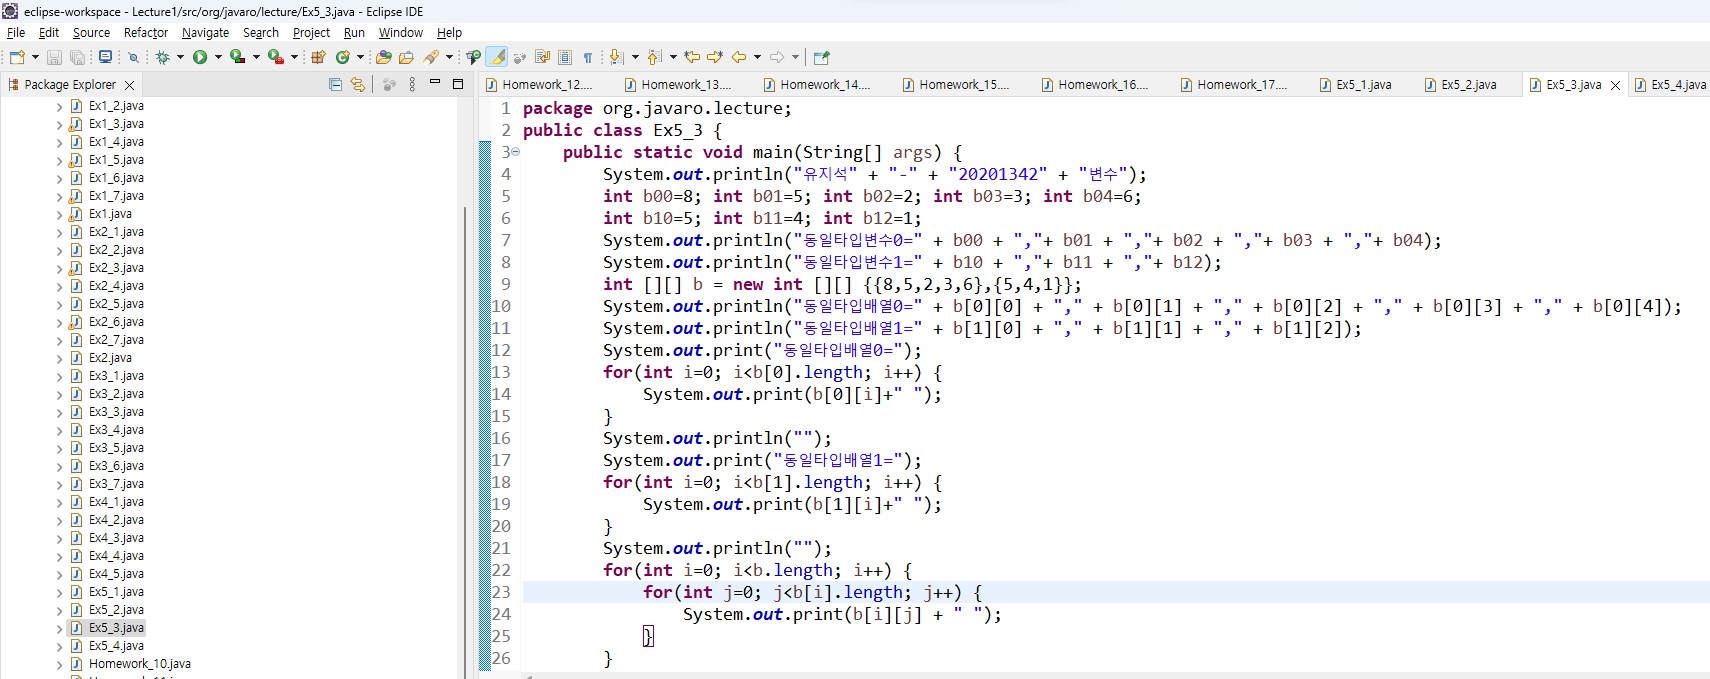 eclipse-workspace - Lecture1/src/org/javaro/lecture/Ex5_3.java - Eclipse IDE
File Edit Source Refactor Navigate Search Project Run Window Help
Package Explorer
Ex1_2.java
Ex1_3.java
Ex1_4.java
Ex1_5.java
Ex1_6.java
Ex1_7.java
Ex1.java
Ex2_1.java
Ex2_2.java
Ex2_3.java
Ex2_4.java
Ex2_5.java
Ex2_6.java
Ex2_7.java
Ex2.java
Ex3_1.java
Ex3_2.java
Ex3_3.java
Ex3_4.java
Ex3_5.java
Ex3_6.java
Ex3_7.java
Ex4_1.java
Ex4_2.java
Ex4_3.java
Ex4_4.java
Ex4_5.java
Ex5_1.java
Ex5_2.java
Ex5_3.java
Ex5_4.java
Homework_10.java
Homework_12.... Homework_13.... Homework_14.... Homework_15.... Homework_16.... Homework_17.... Ex5_1.java Ex5_2.java Ex5_3.java Ex5_4.java
1 package org.javaro.lecture;
2 public class Ex5_3 {
3 public static void main(String[] args) {
4 System.out.println("유지석" + "-" + "20201342" + "변수");
5 int b00=8; int b01=5; int b02=2; int b03=3; int b04=6;
6 int b10=5; int b11=4; int b12=1;
7 System.out.println("동일타입변수0=" + b00 + ","+ b01 + ","+ b02 + ","+ b03 + ","+ b04);
8 System.out.println("동일타입변수1=" + b10 + ","+ b11 + ","+ b12);
9 int [][] b = new int [][] {{8,5,2,3,6},{5,4,1}};
10 System.out.println("동일타입배열0=" + b[0][0] + "," + b[0][1] + "," + b[0][2] + "," + b[0][3] + "," + b[0][4]);
11 System.out.println("동일타입배열1=" + b[1][0] + "," + b[1][1] + "," + b[1][2]);
12 System.out.print("동일타입배열0=");
13 for(int i=0; i<b[0].length; i++) {
14 System.out.print(b[0][i]+" ");
15 }
16 System.out.println("");
17 System.out.print("동일타입배열1=");
18 for(int i=0; i<b[1].length; i++) {
19 System.out.print(b[1][i]+" ");
20 }
21 System.out.println("");
22 for(int i=0; i<b.length; i++) {
23 for(int j=0; j<b[i].length; j++) {
24 System.out.print(b[i][j] + " ");
25 }
26 }